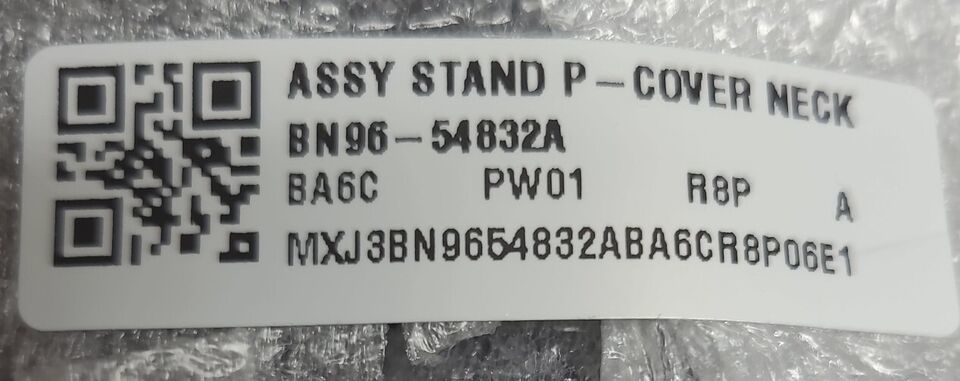 ASSY STAND P-COVER NECK
BN96-54832A
BA6C PW01 R8P A
MXJ3BN9654832ABA6CR8P06E1